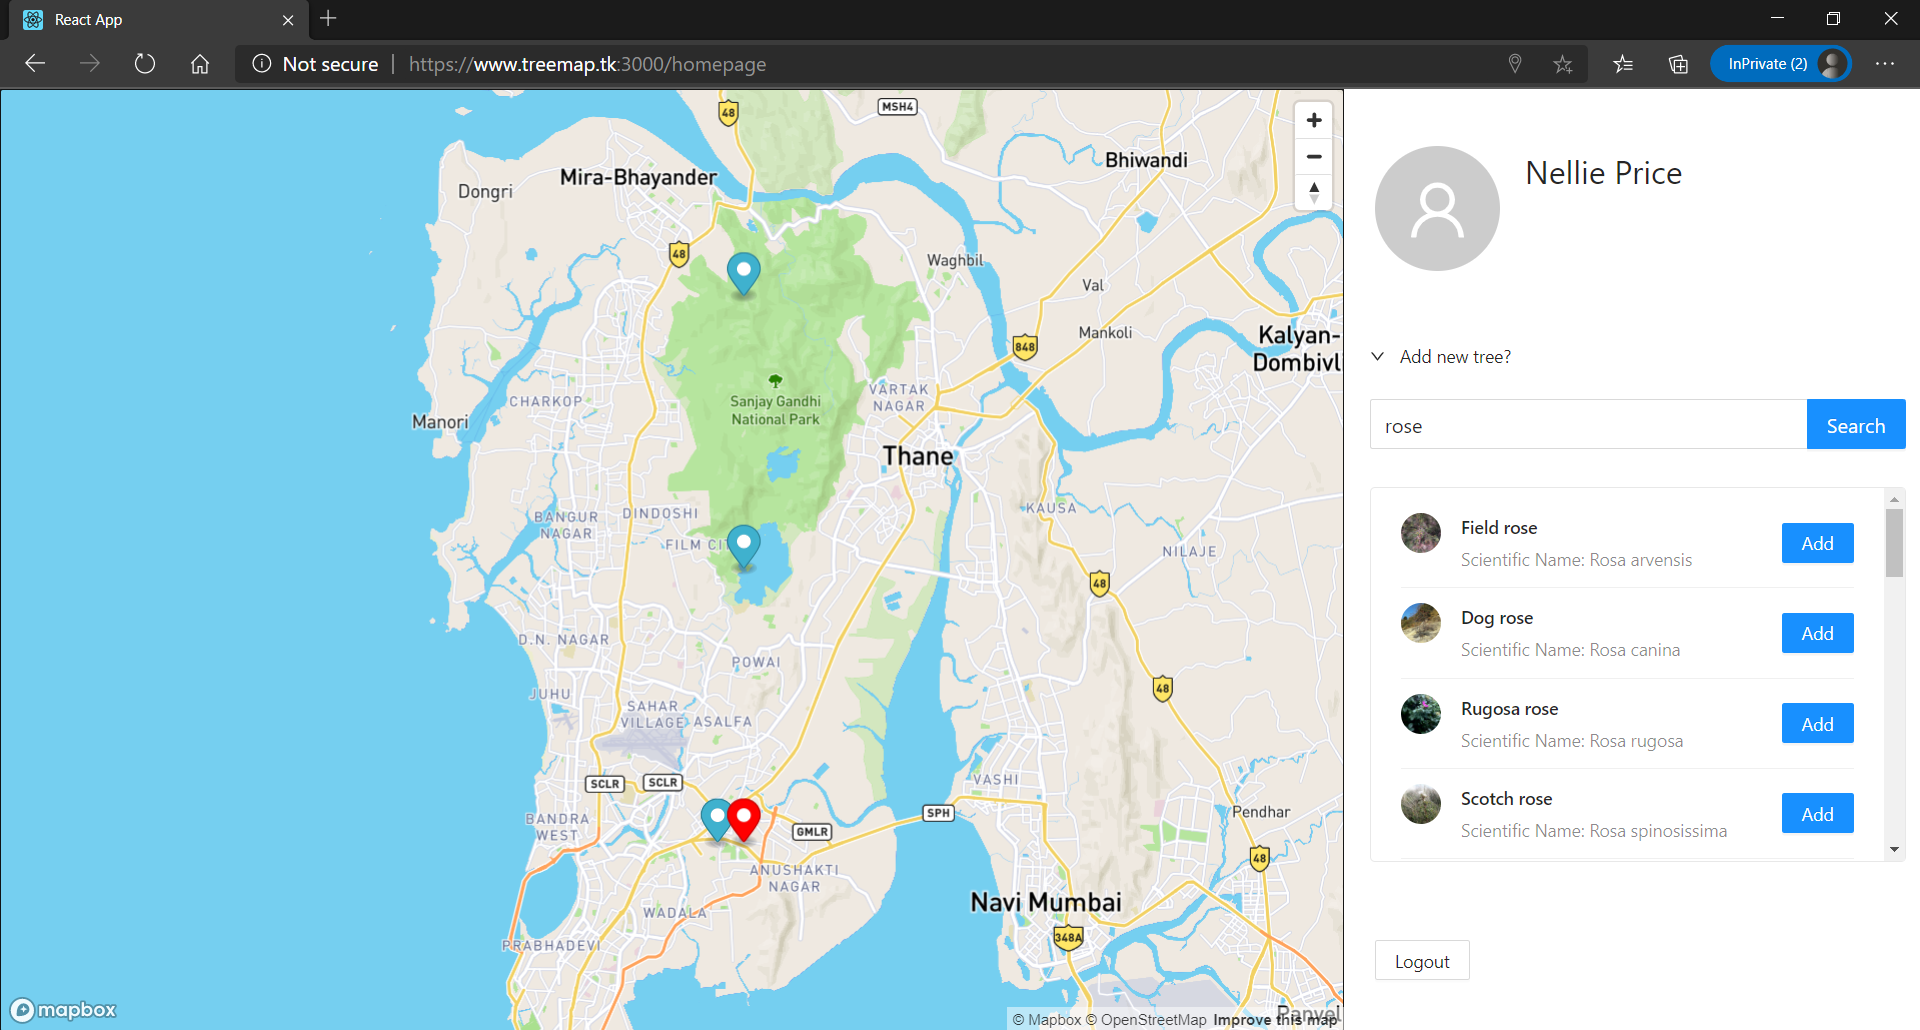 React App
Not secure
https://www.treemap.tk:3000/homepage
InPrivate (2)
48
MSH4
Bhiwandi
Mira-Bhayander
Dongri
48
Waghbil
Val
Mankoli
848
Kalyan-
Dombivli
Sanjay Gandhi
National Park
VARTAK
NAGAR
CHARKOP
Manori
Thane
KAUSA
DINDOSHI
BANGUR
NAGAR
FILM CIT
NILAJE
48
D.N. NAGAR
POWAI
JUHU
48
SAHAR
VILLAGE
ASALFA
VASHI
SCLR
SCLR
BANDRA
WEST
GMLR
SPH
Pendhar
48
ANUSHAKTI
NAGAR
Navi Mumbai
WADALA
348A
PRABHADEVI
Panvel
mapbox
© Mapbox © OpenStreetMap Improve this map
Nellie Price
Add new tree?
rose
Search
Field rose
Scientific Name: Rosa arvensis
Add
Dog rose
Scientific Name: Rosa canina
Add
Rugosa rose
Scientific Name: Rosa rugosa
Add
Scotch rose
Scientific Name: Rosa spinosissima
Add
Logout